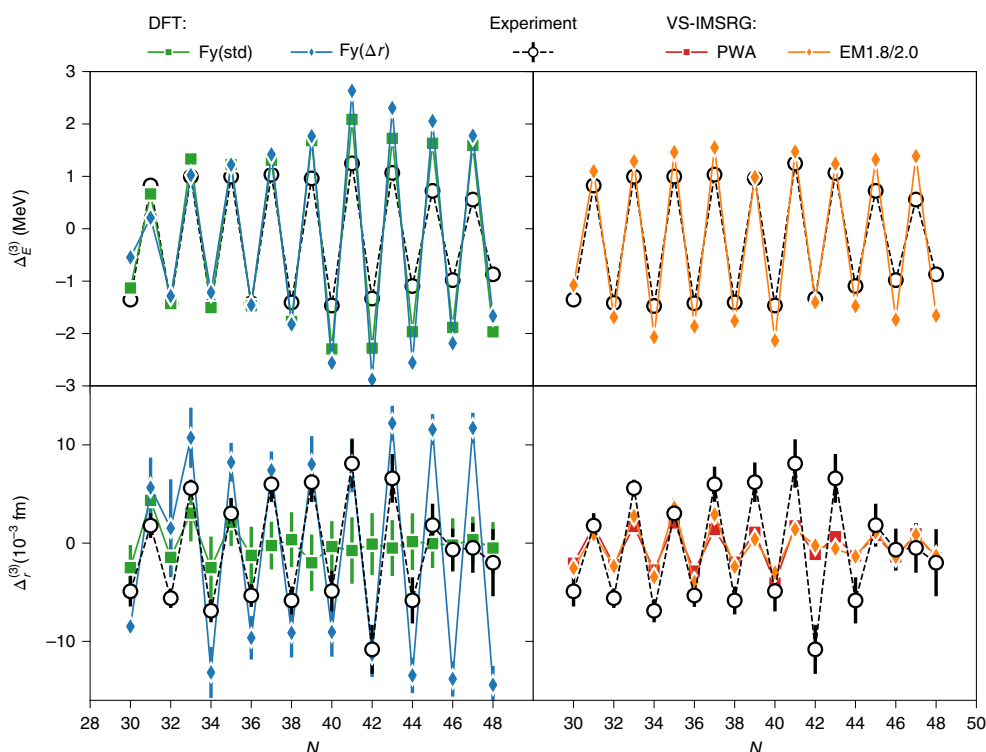 DFT: Experiment VS-IMSRG:
Fy(std) Fy(Δr) PWA EM1.8/2.0
3
2
1
0
−1
−2
−3
Δ_E^(3) (MeV)
10
0
−10
Δ_r^(3)(10^−3 fm)
28 30 32 34 36 38 40 42 44 46 48 30 32 34 36 38 40 42 44 46 48 50
N N